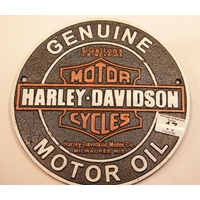 GENUINE
5 Gallons
MOTOR
HARLEY-DAVIDSON
CYCLES
Harley-Davidson Motor Co.
MILWAUKEE, WIS.
MOTOR OIL